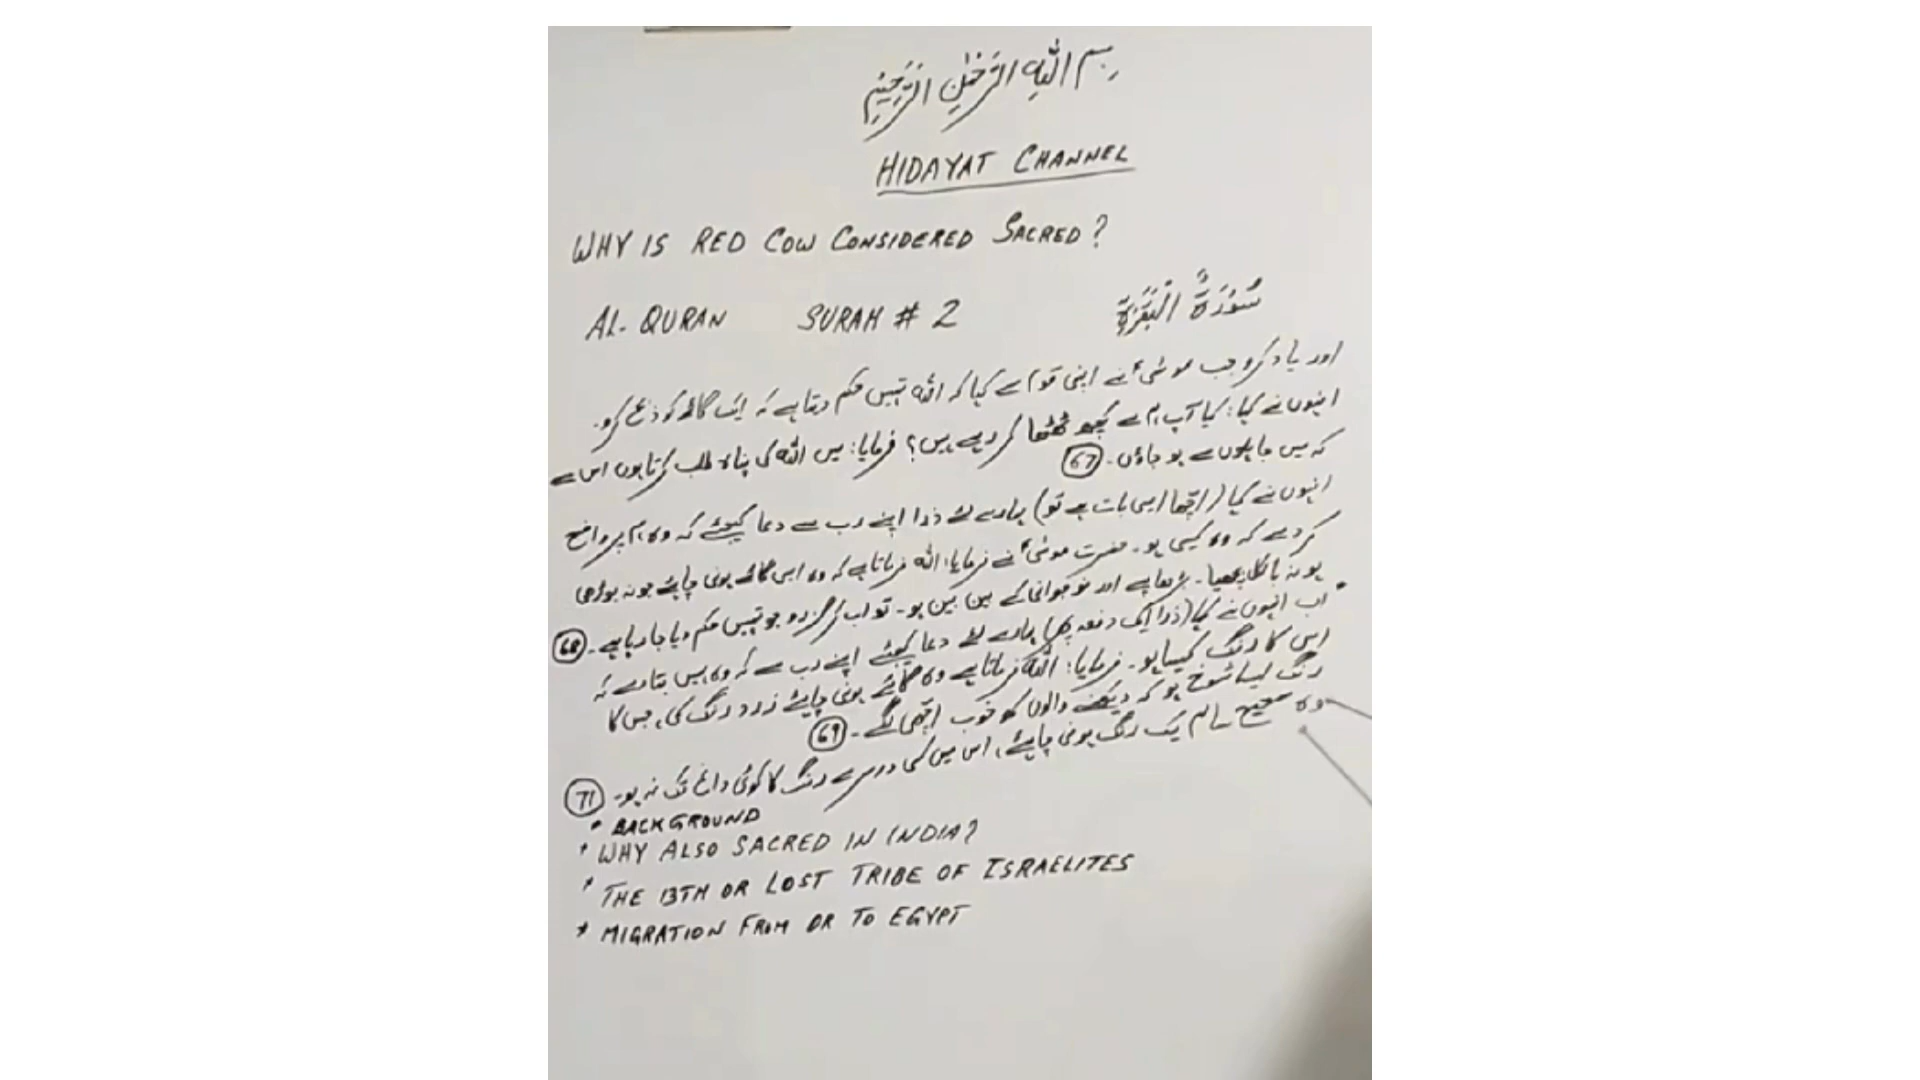 بِسْمِ اللّٰہِ الرَّحْمٰنِ الرَّحِيْمِ
HIDAYAT CHANNEL
WHY IS RED COW CONSIDERED SACRED?
AL-QURAN SURAH # 2 سُوْرَةُ الْبَقَرَةِ
اور یاد کرو جب موسٰیؑ نے اپنی قوم سے کہا کہ اللہ تمہیں حکم دیتا ہے کہ ایک گائے کو ذبح کرو۔
انہوں نے کہا: کیا آپ ہم سے کچھ ٹھٹھا کر رہے ہیں؟ فرمایا: میں اللہ کی پناہ طلب کرتا ہوں اس سے
کہ میں جاہلوں سے ہو جاؤں۔ (67)
انہوں نے کہا (اچھا ایسی بات ہے تو) ہمارے لئے ذرا اپنے رب سے دعا کیجئے کہ وہ ہم پر واضح
کر دے کہ وہ کیسی ہو۔ حضرت موسٰیؑ نے فرمایا: اللہ فرماتا ہے کہ وہ ایسی گائے ہونی چاہئے جو نہ بوڑھی
ہو نہ بالکل بچھیا۔ بڑھاپے اور نوجوانی کے بین بین ہو۔ تو اب کر گزرو جو تمہیں حکم دیا جا رہا ہے۔ (68)
اب انہوں نے کہا (ذرا ایک دفعہ پھر) ہمارے لئے دعا کیجئے اپنے رب سے کہ وہ ہمیں بتا دے کہ
اس کا رنگ کیسا ہو۔ فرمایا: اللہ فرماتا ہے وہ گائے ہونی چاہئے زرد رنگ کی، جس کا
رنگ ایسا شوخ ہو کہ دیکھنے والوں کو خوب اچھی لگے۔ (69)
وہ صحیح سالم یک رنگ ہونی چاہئے، اس میں کسی دوسرے رنگ کا کوئی داغ تک نہ ہو۔ (71)
* BACKGROUND
* WHY ALSO SACRED IN INDIA?
* THE 13TH OR LOST TRIBE OF ISRAELITES
* MIGRATION FROM OR TO EGYPT